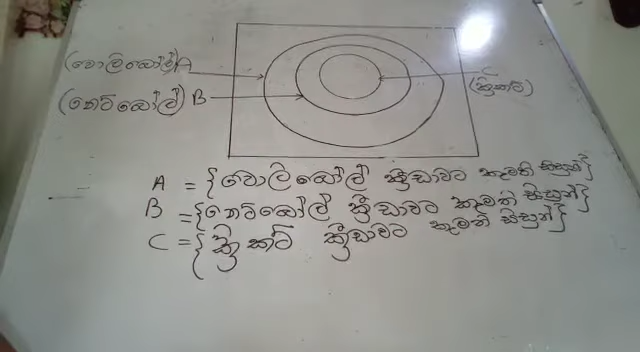 (වොලිබෝල්) A
C
(ක්‍රිකට්)
(නෙට්බෝල්) B
A = {වොලිබෝල් ක්‍රීඩාවට කැමති සිසුන්}
B = {නෙට්බෝල් ක්‍රීඩාවට කැමති සිසුන්}
C = {ක්‍රිකට් ක්‍රීඩාවට කැමති සිසුන්}